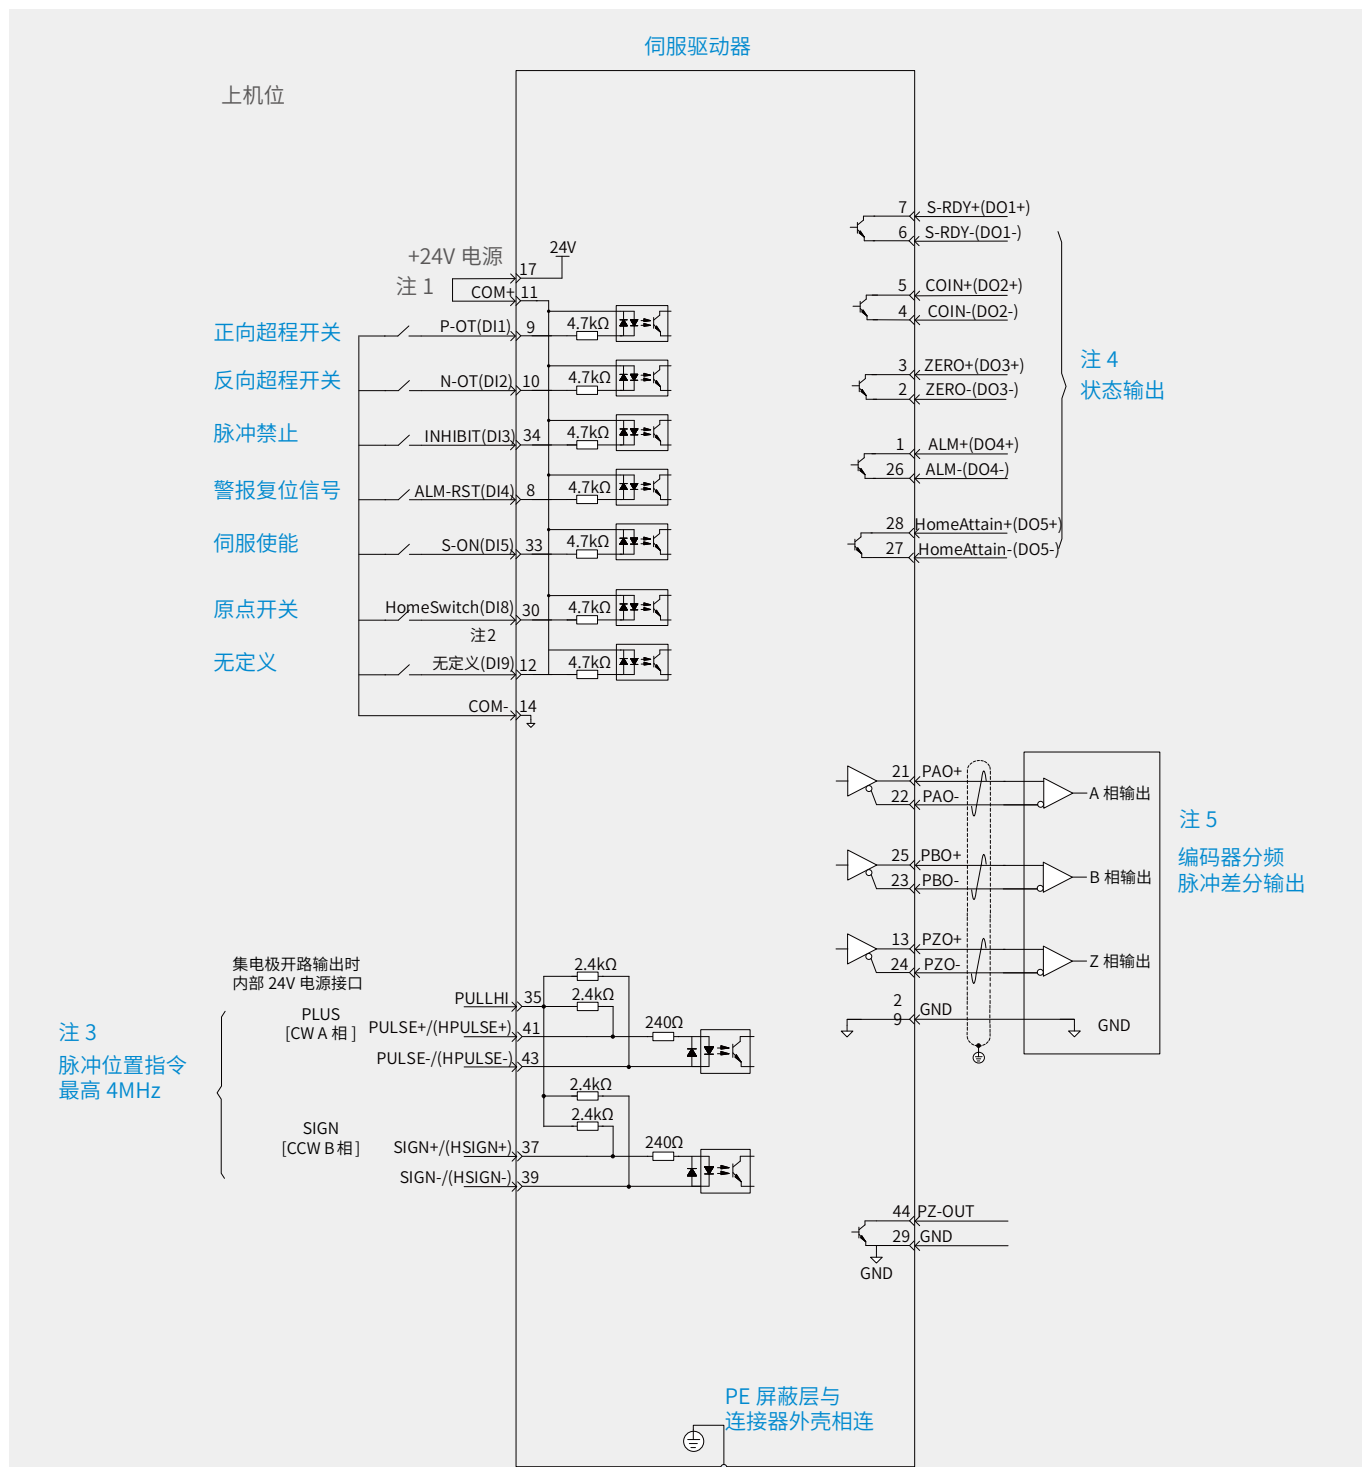 伺服驱动器
上机位
+24V 电源
注 1
24V
17
COM+ 11
正向超程开关
P-OT(DI1) 9 4.7kΩ
反向超程开关
N-OT(DI2) 10 4.7kΩ
脉冲禁止
INHIBIT(DI3) 34 4.7kΩ
警报复位信号
ALM-RST(DI4) 8 4.7kΩ
伺服使能
S-ON(DI5) 33 4.7kΩ
原点开关
HomeSwitch(DI8) 30 4.7kΩ
注2
无定义
无定义(DI9) 12 4.7kΩ
COM- 14
7 S-RDY+(DO1+)
6 S-RDY-(DO1-)
5 COIN+(DO2+)
4 COIN-(DO2-)
3 ZERO+(DO3+)
2 ZERO-(DO3-)
1 ALM+(DO4+)
26 ALM-(DO4-)
28 HomeAttain+(DO5+)
27 HomeAttain-(DO5-)
注 4
状态输出
21 PAO+
22 PAO-
A 相输出
25 PBO+
23 PBO-
B 相输出
13 PZO+
24 PZO-
Z 相输出
2
9
GND
GND
注 5
编码器分频
脉冲差分输出
集电极开路输出时
内部 24V 电源接口
注 3
脉冲位置指令
最高 4MHz
PLUS
[CW A 相 ]
SIGN
[CCW B 相 ]
2.4kΩ
PULLHI 35 2.4kΩ
PULSE+/(HPULSE+) 41 240Ω
PULSE-/(HPULSE-) 43
2.4kΩ
2.4kΩ
SIGN+/(HSIGN+) 37 240Ω
SIGN-/(HSIGN-) 39
44 PZ-OUT
29 GND
GND
PE 屏蔽层与
连接器外壳相连